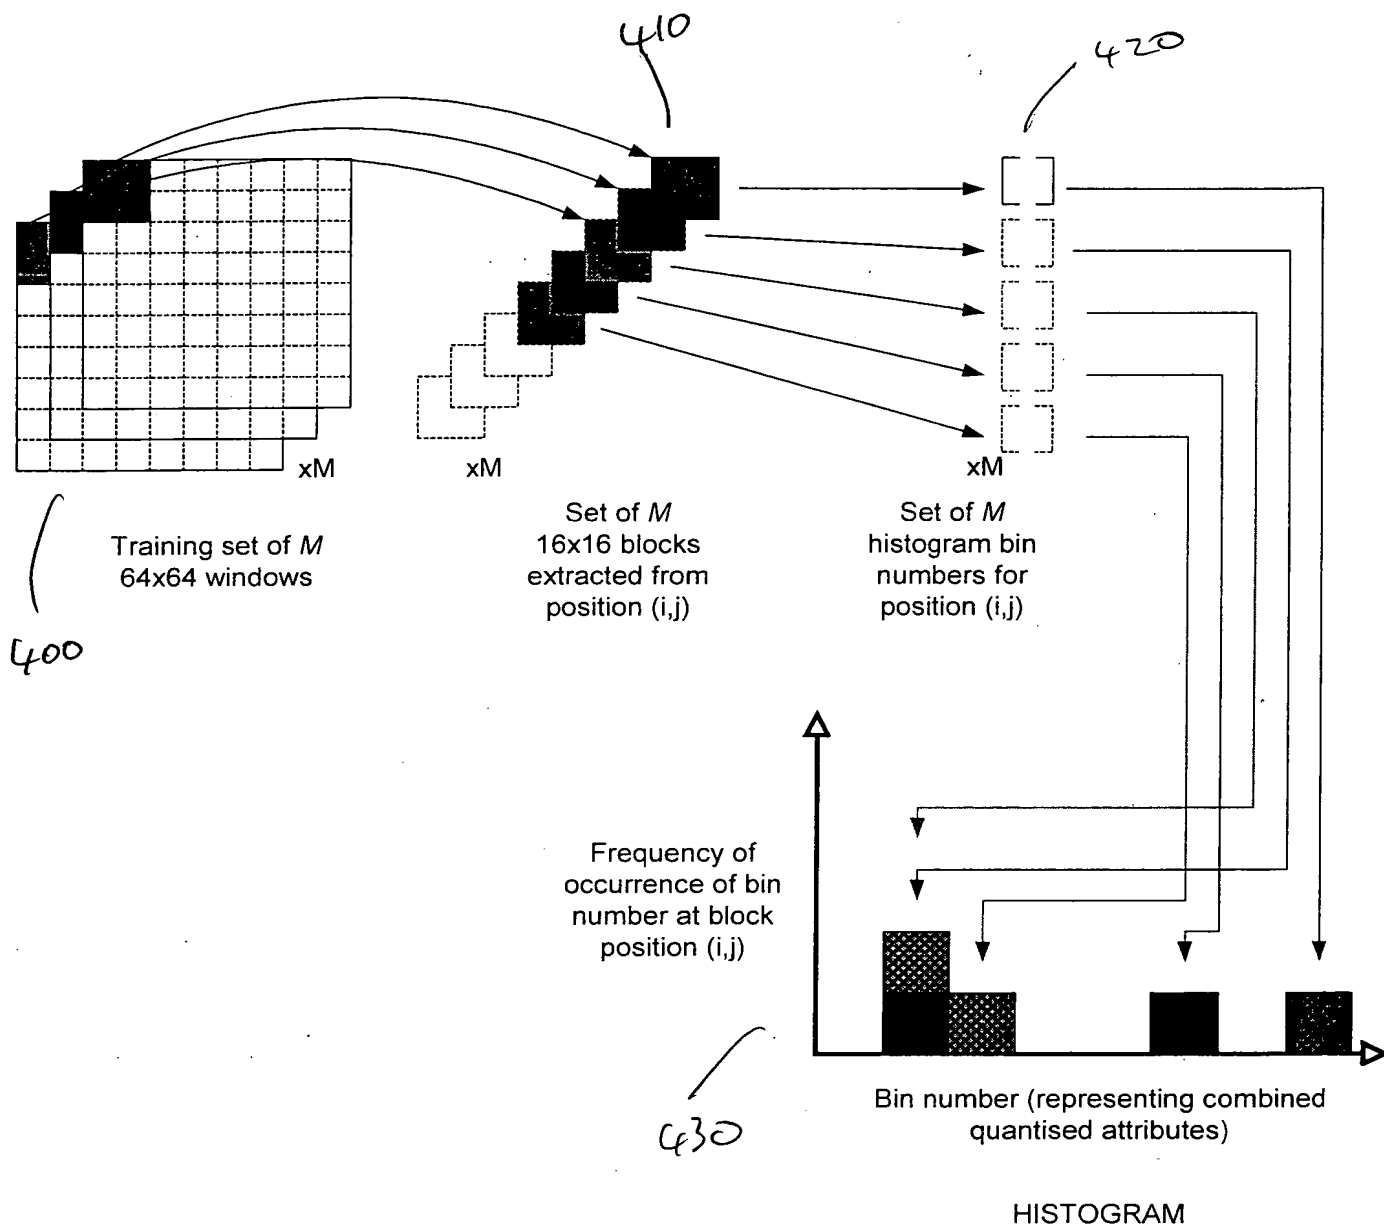 410
420
xM
xM
xM
Training set of M
64x64 windows
Set of M
16x16 blocks
extracted from
position (i,j)
Set of M
histogram bin
numbers for
position (i,j)
400
Frequency of
occurrence of bin
number at block
position (i,j)
430
Bin number (representing combined
quantised attributes)
HISTOGRAM